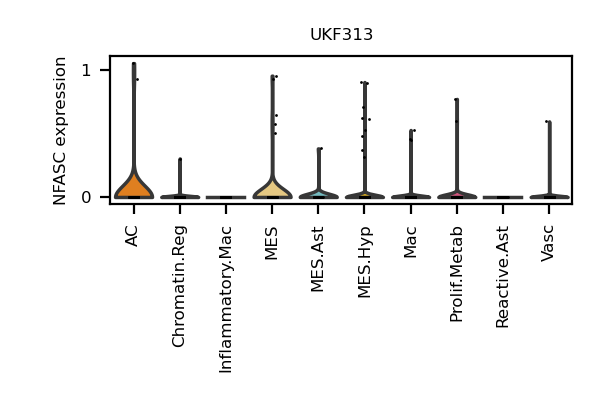 UKF313
NFASC expression
1
0
AC
Chromatin.Reg
Inflammatory.Mac
MES
MES.Ast
MES.Hyp
Mac
Prolif.Metab
Reactive.Ast
Vasc